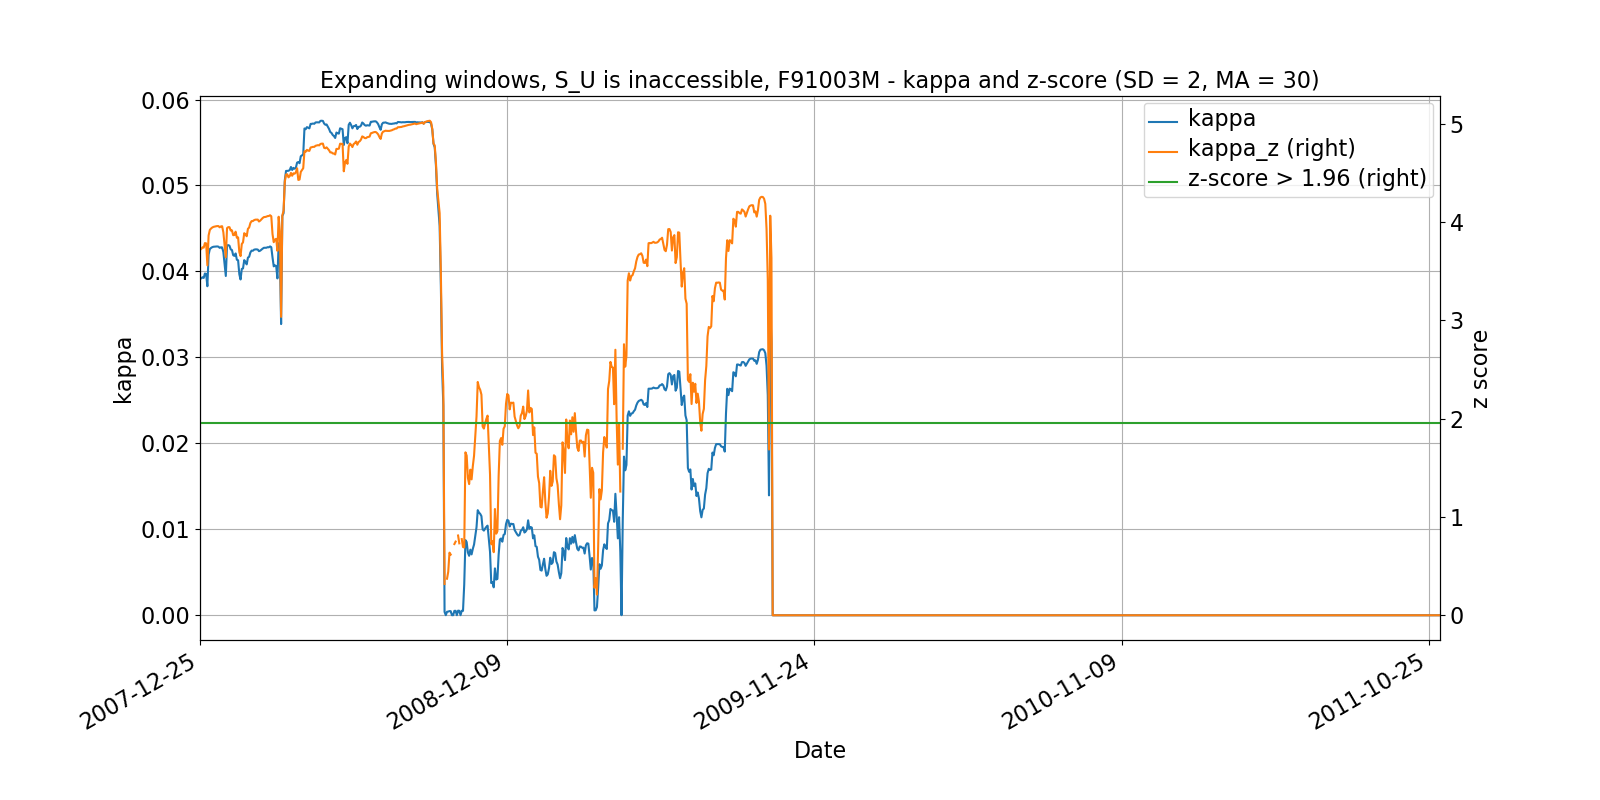 Expanding windows, S_U is inaccessible, F91003M - kappa and z-score (SD = 2, MA = 30)
kappa
kappa_z (right)
z-score > 1.96 (right)
0.06
0.05
0.04
0.03
0.02
0.01
0.00
kappa
5
4
3
2
1
0
z score
2007-12-25
2008-12-09
2009-11-24
2010-11-09
2011-10-25
Date